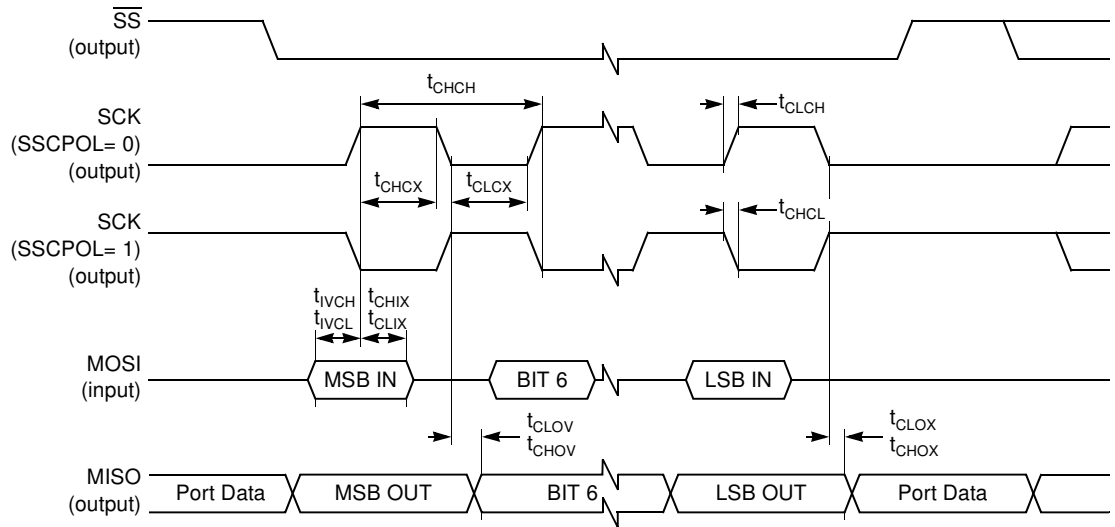 SS
(output)
tCHCH
tCLCH
SCK
(SSCPOL= 0)
(output)
tCHCX
tCLCX
tCHCL
SCK
(SSCPOL= 1)
(output)
tIVCH
tCHIX
tIVCL
tCLIX
MOSI
(input)
MSB IN
BIT 6
LSB IN
tCLOV
tCHOV
tCLOX
tCHOX
MISO
(output)
Port Data
MSB OUT
BIT 6
LSB OUT
Port Data